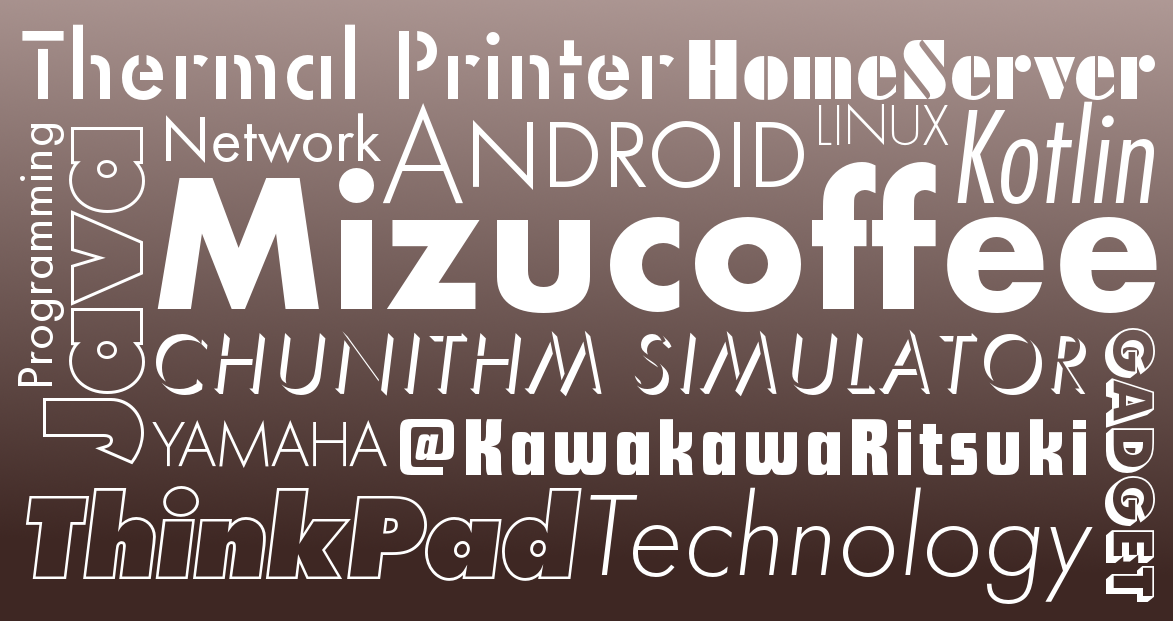 Thermal Printer HomeServer
Network ANDROID LINUX Kotlin
Programming
Java
Mizucoffee
CHUNITHM SIMULATOR
GADGET
YAMAHA @KawakawaRitsuki
ThinkPad Technology